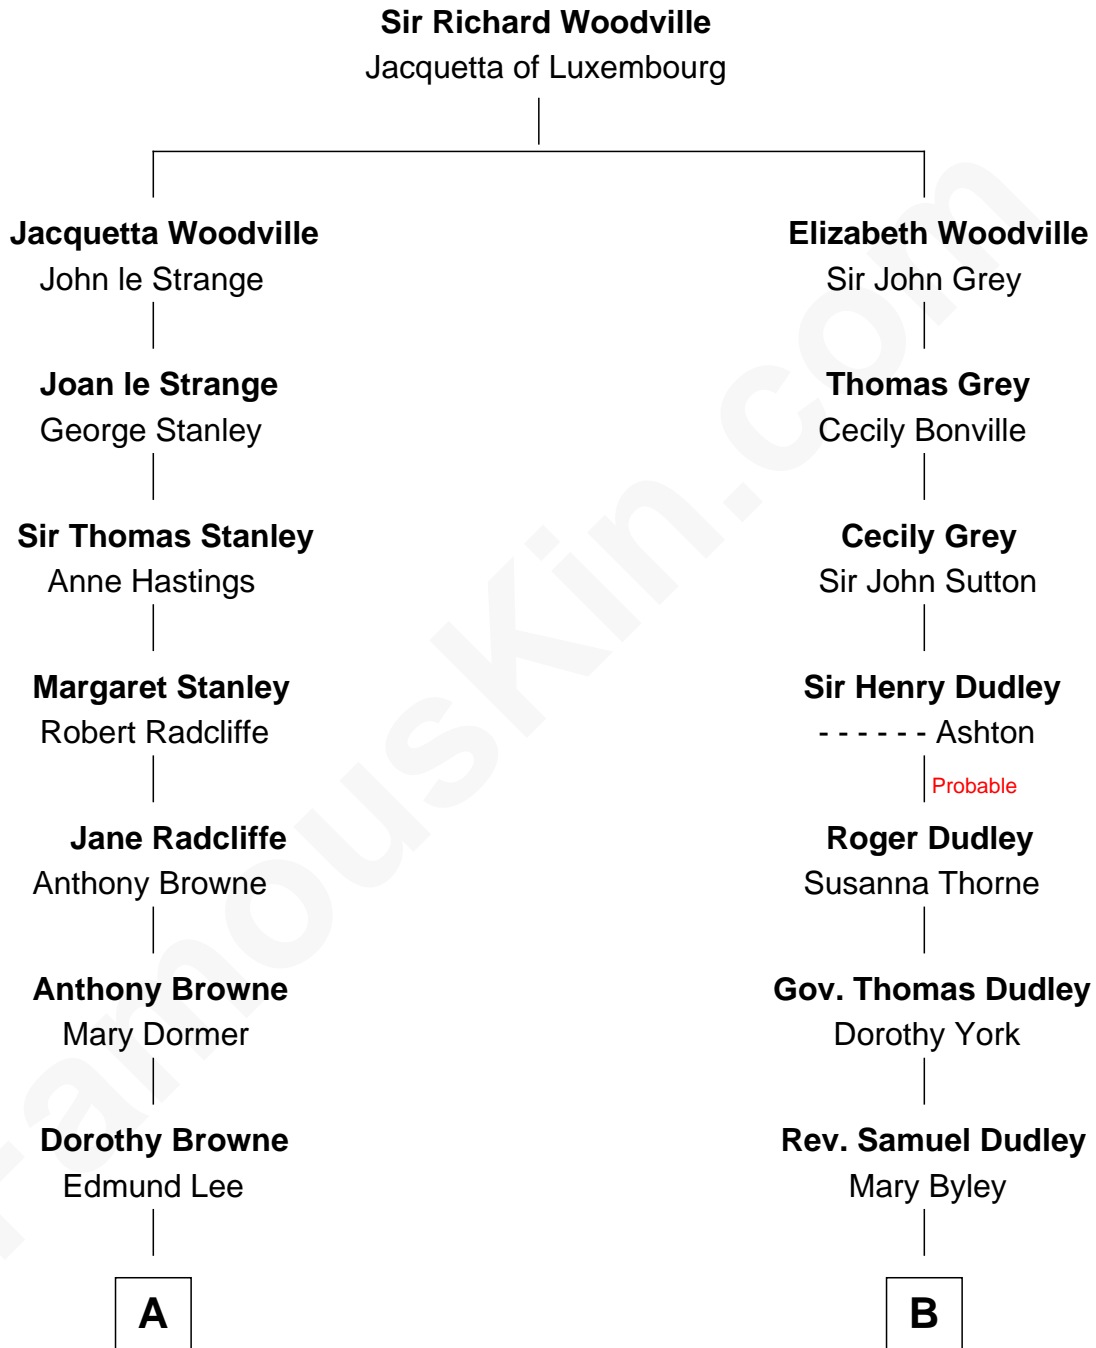 Sir Richard Woodville
Jacquetta of Luxembourg
Jacquetta Woodville
John le Strange
Joan le Strange
George Stanley
Sir Thomas Stanley
Anne Hastings
Margaret Stanley
Robert Radcliffe
Jane Radcliffe
Anthony Browne
Anthony Browne
Mary Dormer
Dorothy Browne
Edmund Lee
A
Elizabeth Woodville
Sir John Grey
Thomas Grey
Cecily Bonville
Cecily Grey
Sir John Sutton
Sir Henry Dudley
- - - - - - Ashton
Probable
Roger Dudley
Susanna Thorne
Gov. Thomas Dudley
Dorothy York
Rev. Samuel Dudley
Mary Byley
B
FamousKin.com